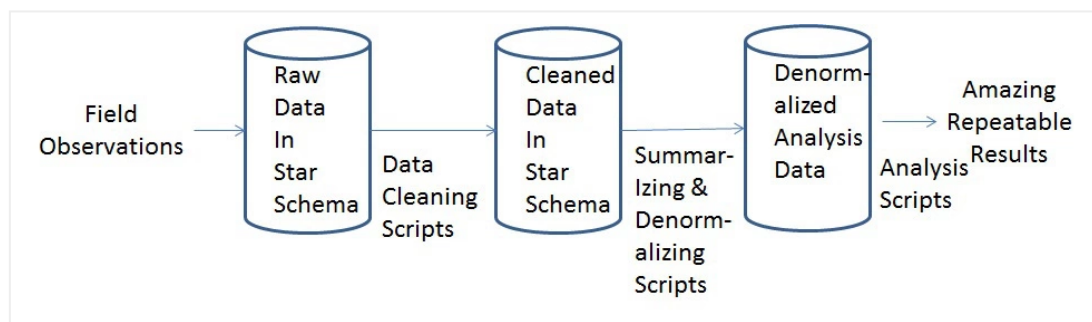 Field
Observations
Raw
Data
In
Star
Schema
Data
Cleaning
Scripts
Cleaned
Data
In
Star
Schema
Summar-
Izing &
Denorm-
alizing
Scripts
Denorm-
alized
Analysis
Data
Analysis
Scripts
Amazing
Repeatable
Results